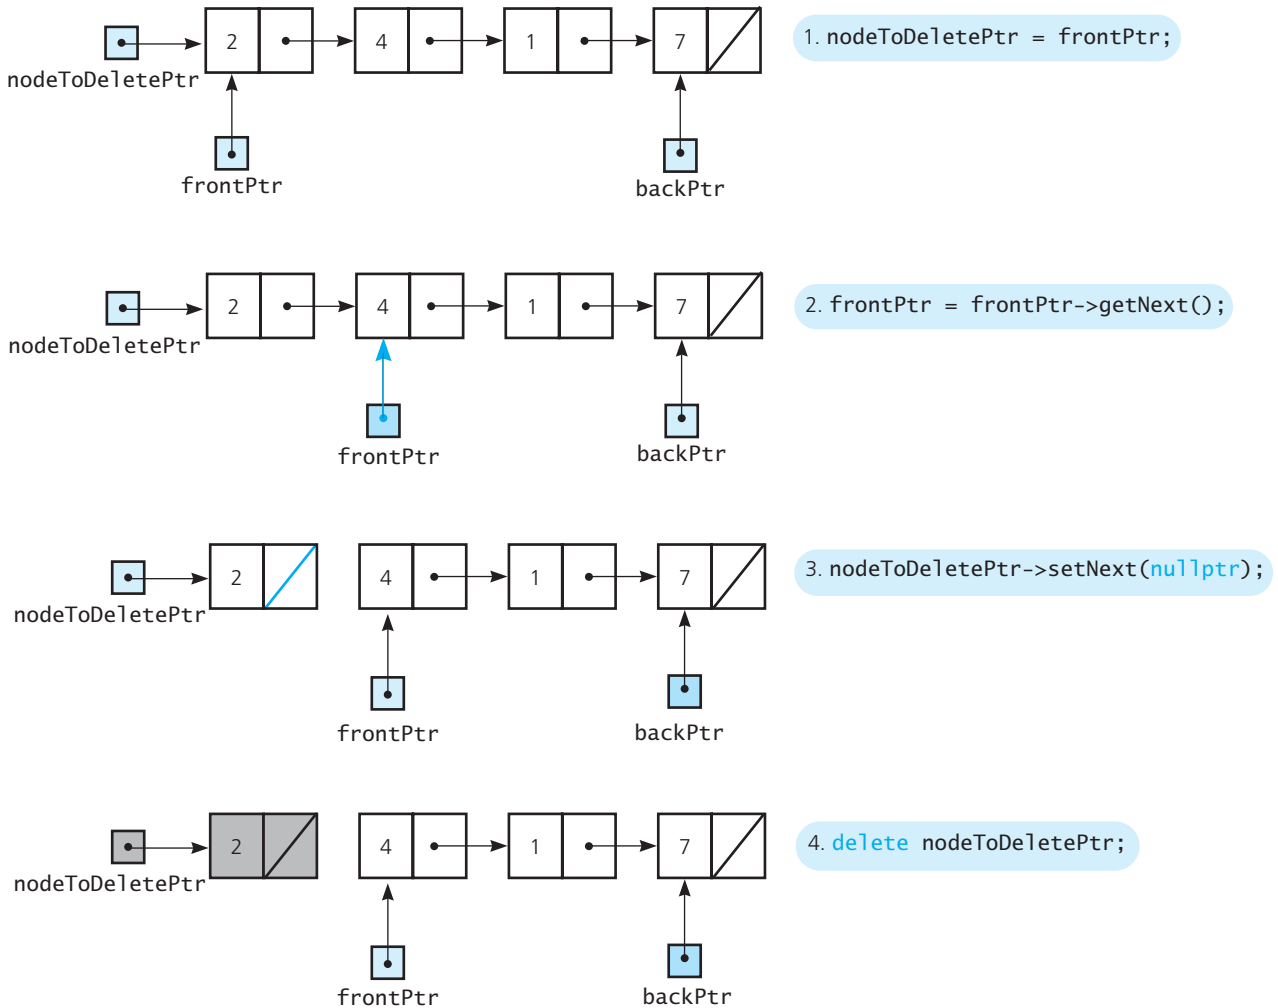 2 4 1 7
1. nodeToDeletePtr = frontPtr;
nodeToDeletePtr
frontPtr
backPtr
2 4 1 7
2. frontPtr = frontPtr->getNext();
nodeToDeletePtr
frontPtr
backPtr
2 4 1 7
3. nodeToDeletePtr->setNext(nullptr);
nodeToDeletePtr
frontPtr
backPtr
2 4 1 7
4. delete nodeToDeletePtr;
nodeToDeletePtr
frontPtr
backPtr